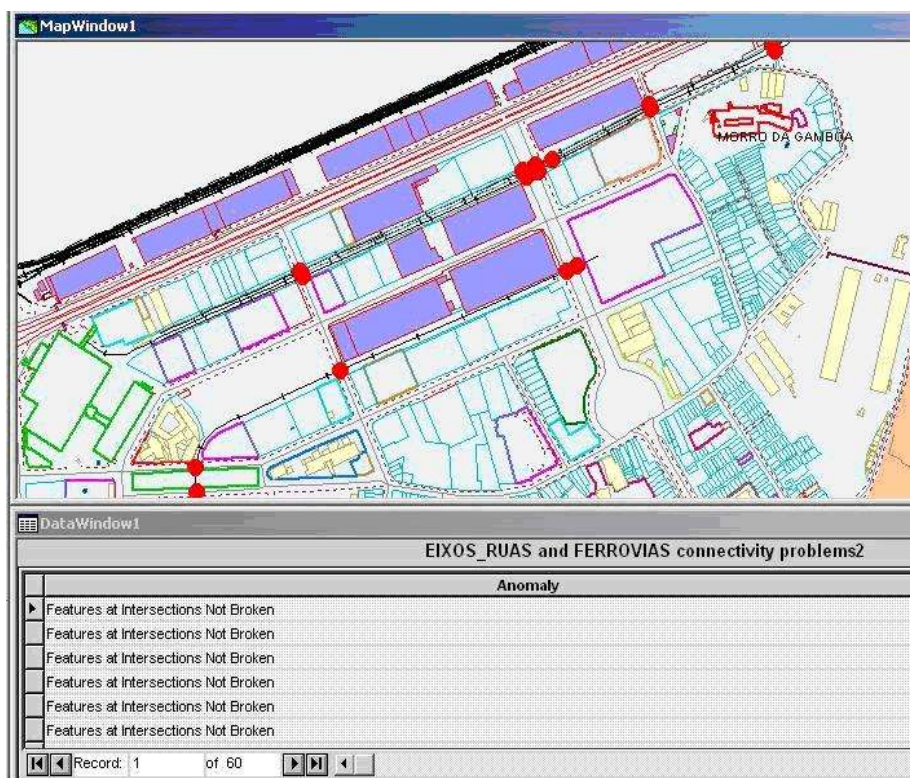 MapWindow1
MORRO DA GAMBOA
DataWindow1
EIXOS_RUAS and FERROVIAS connectivity problems2
Anomaly
Features at Intersections Not Broken
Features at Intersections Not Broken
Features at Intersections Not Broken
Features at Intersections Not Broken
Features at Intersections Not Broken
Features at Intersections Not Broken
Record: 1 of 60